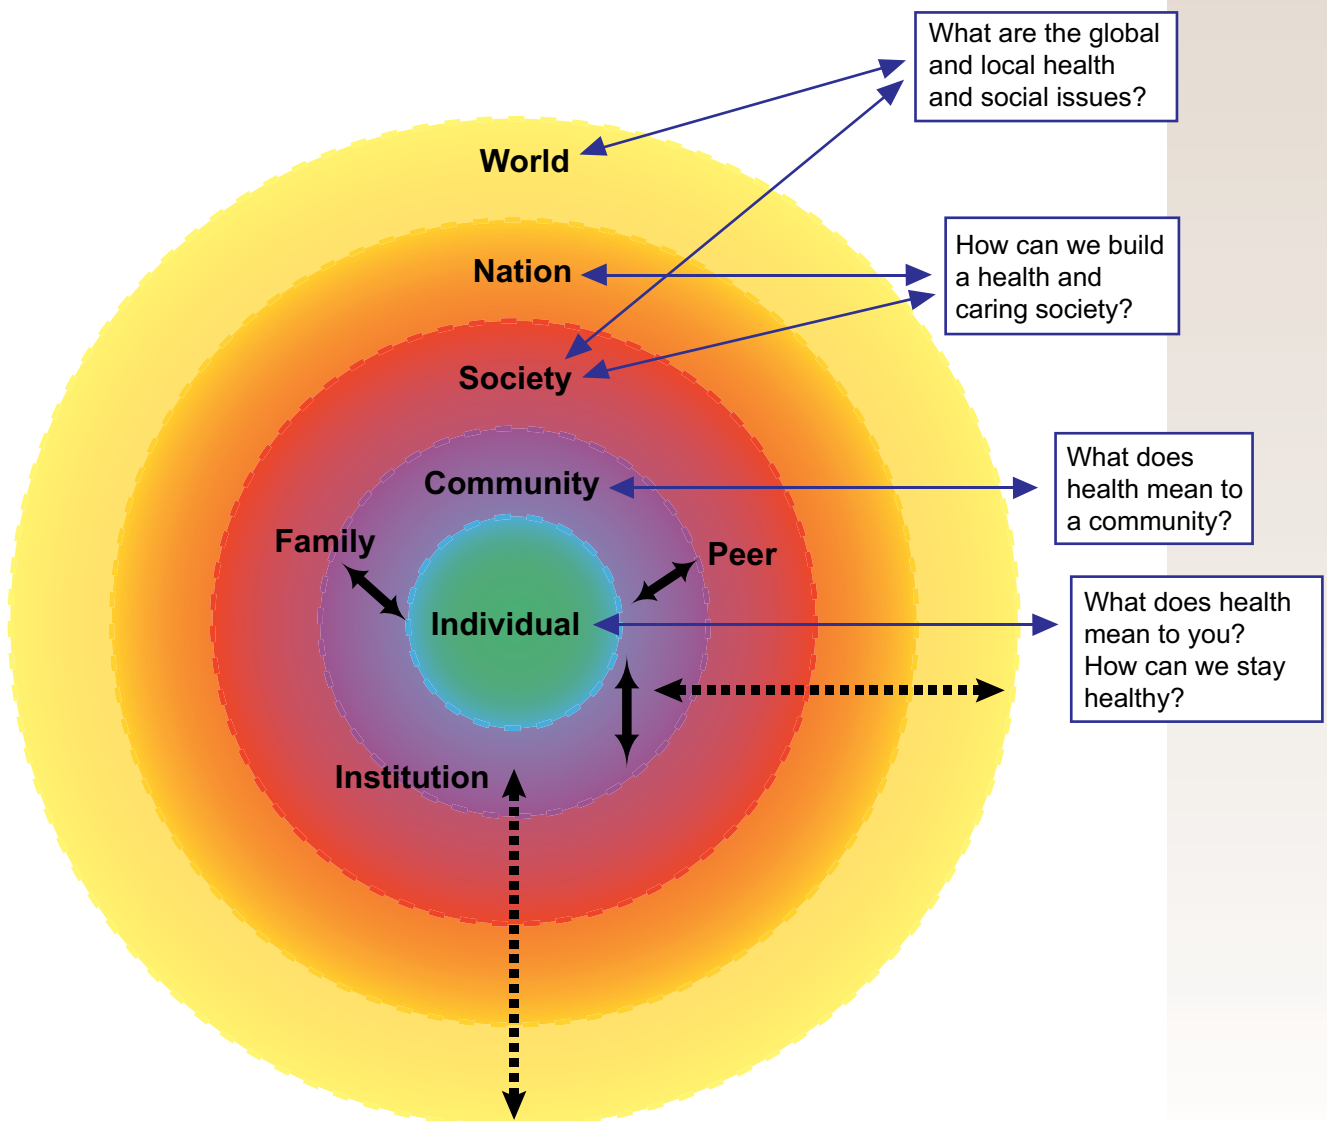 What are the global
and local health
and social issues?
World
How can we build
a health and
caring society?
Nation
Society
What does
health mean to
a community?
Community
Family
Peer
Individual
What does health
mean to you?
How can we stay
healthy?
Institution